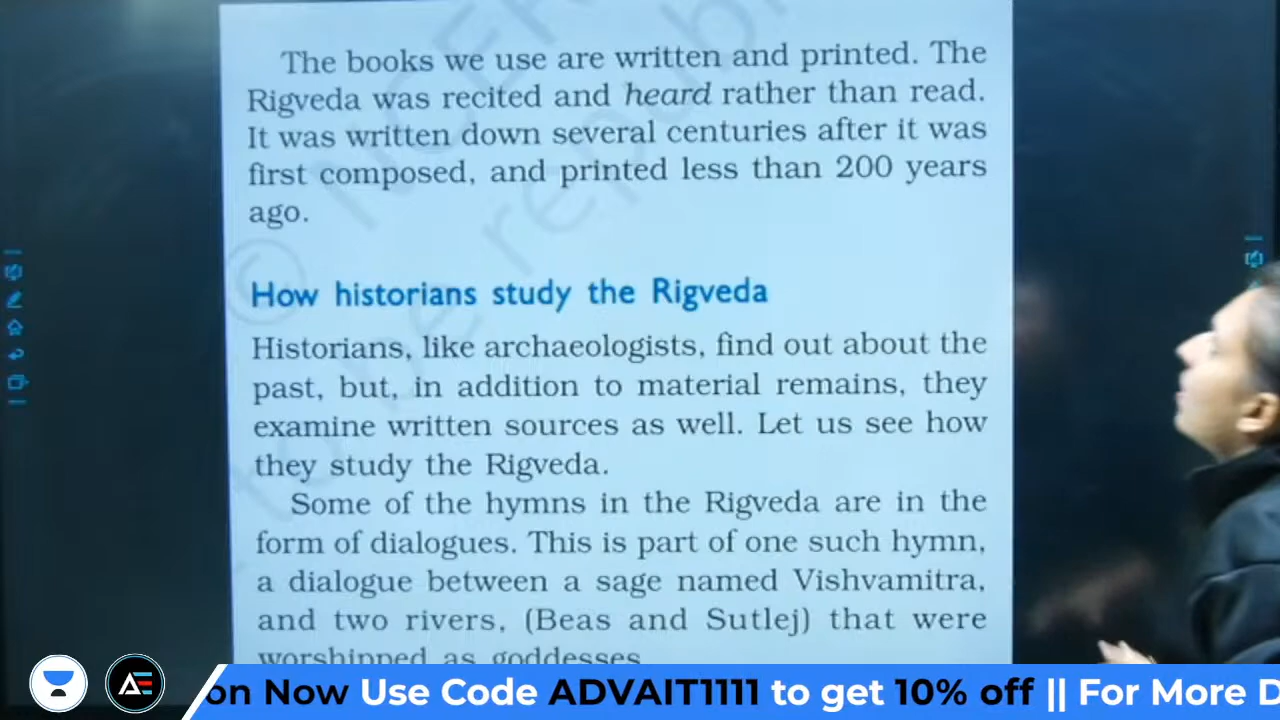 The books we use are written and printed. The
Rigveda was recited and heard rather than read.
It was written down several centuries after it was
first composed, and printed less than 200 years
ago.
How historians study the Rigveda
Historians, like archaeologists, find out about the
past, but, in addition to material remains, they
examine written sources as well. Let us see how
they study the Rigveda.
Some of the hymns in the Rigveda are in the
form of dialogues. This is part of one such hymn,
a dialogue between a sage named Vishvamitra,
and two rivers, (Beas and Sutlej) that were
worshipped as goddesses.
on Now Use Code ADVAIT1111 to get 10% off || For More D